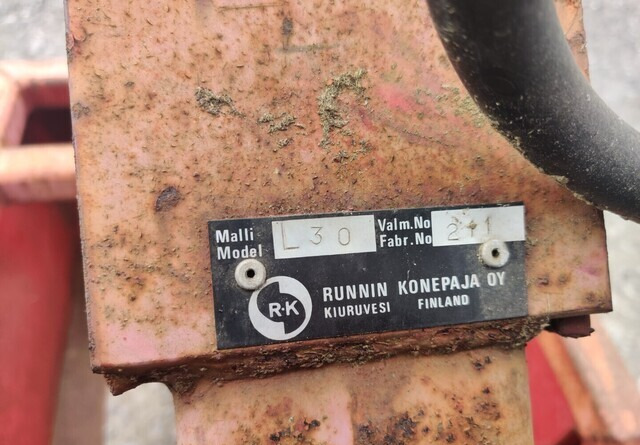 Malli
Model
L30
Valm.No
Fabr.No
R-K
RUNNIN KONEPAJA OY
KIURUVESI FINLAND